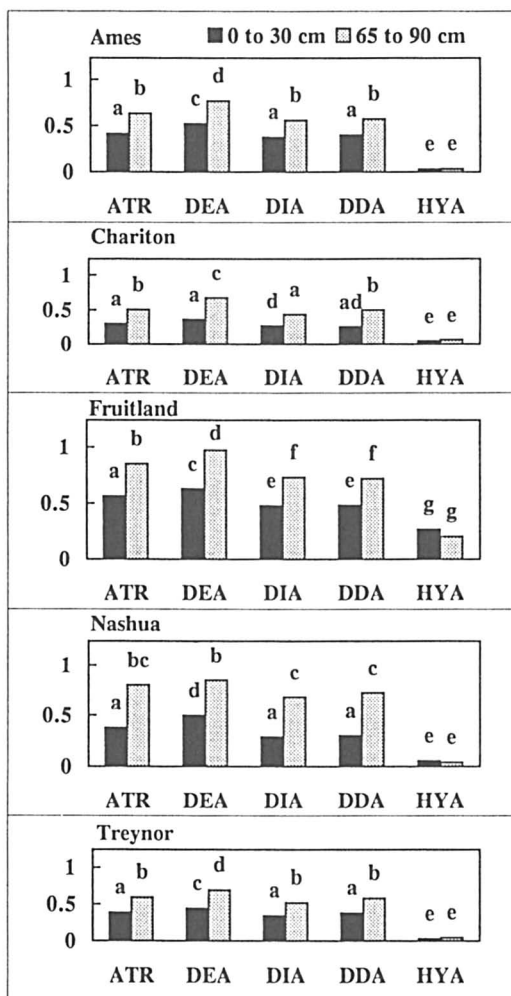 Ames 0 to 30 cm 65 to 90 cm
1
0.5
0
a b c d a b a b e e
ATR DEA DIA DDA HYA
Chariton
1
0.5
0
a b a c d a ad b e e
ATR DEA DIA DDA HYA
Fruitland
1
0.5
0
a b c d e f e f g g
ATR DEA DIA DDA HYA
Nashua
1
0.5
0
a bc d b a c a c e e
ATR DEA DIA DDA HYA
Treynor
1
0.5
0
a b c d a b a b e e
ATR DEA DIA DDA HYA